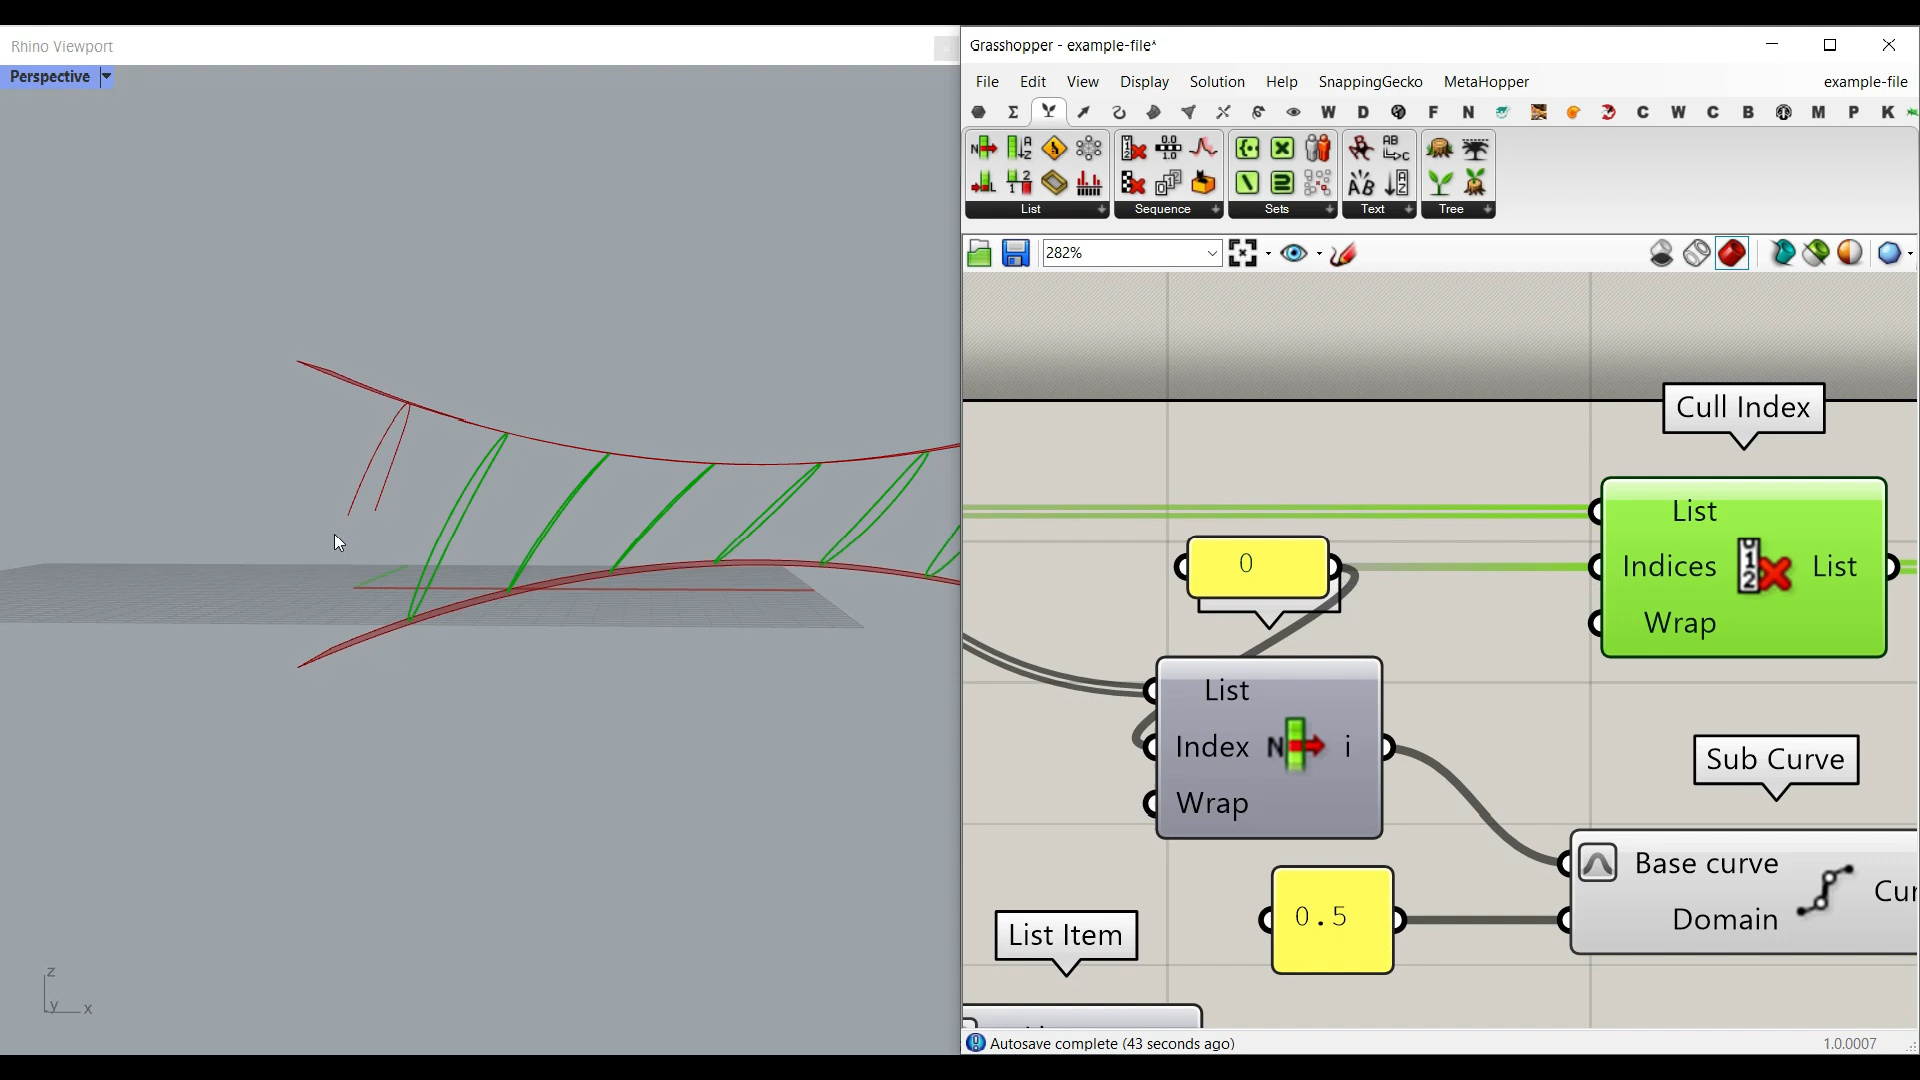 Rhino Viewport
Perspective
z
y
x
Grasshopper - example-file*
File Edit View Display Solution Help SnappingGecko MetaHopper example-file
W D F N C W C B M P K
List Sequence Sets Text Tree
282%
Cull Index
List
Indices List
Wrap
0
List
Index N i
Wrap
Sub Curve
Base curve
Domain
Cur
0.5
List Item
Autosave complete (43 seconds ago)
1.0.0007